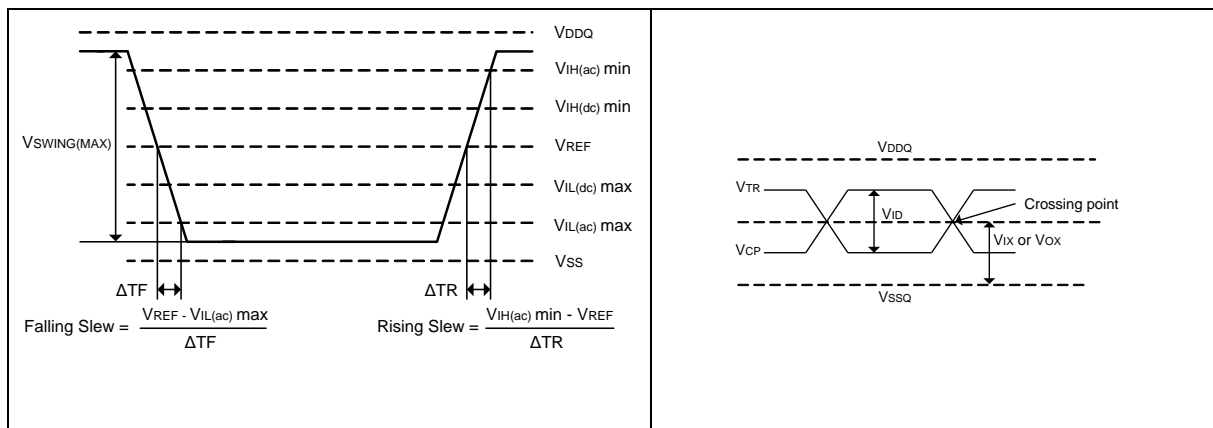 VDDQ
VIH(ac) min
VIH(dc) min
VSWING(MAX)
VREF
VIL(dc) max
VIL(ac) max
VSS
ΔTF
ΔTR
Falling Slew = VREF - VIL(ac) max
ΔTF
Rising Slew = VIH(ac) min - VREF
ΔTR
VDDQ
VTR
VID
Crossing point
VIX or VOX
VCP
VSSQ